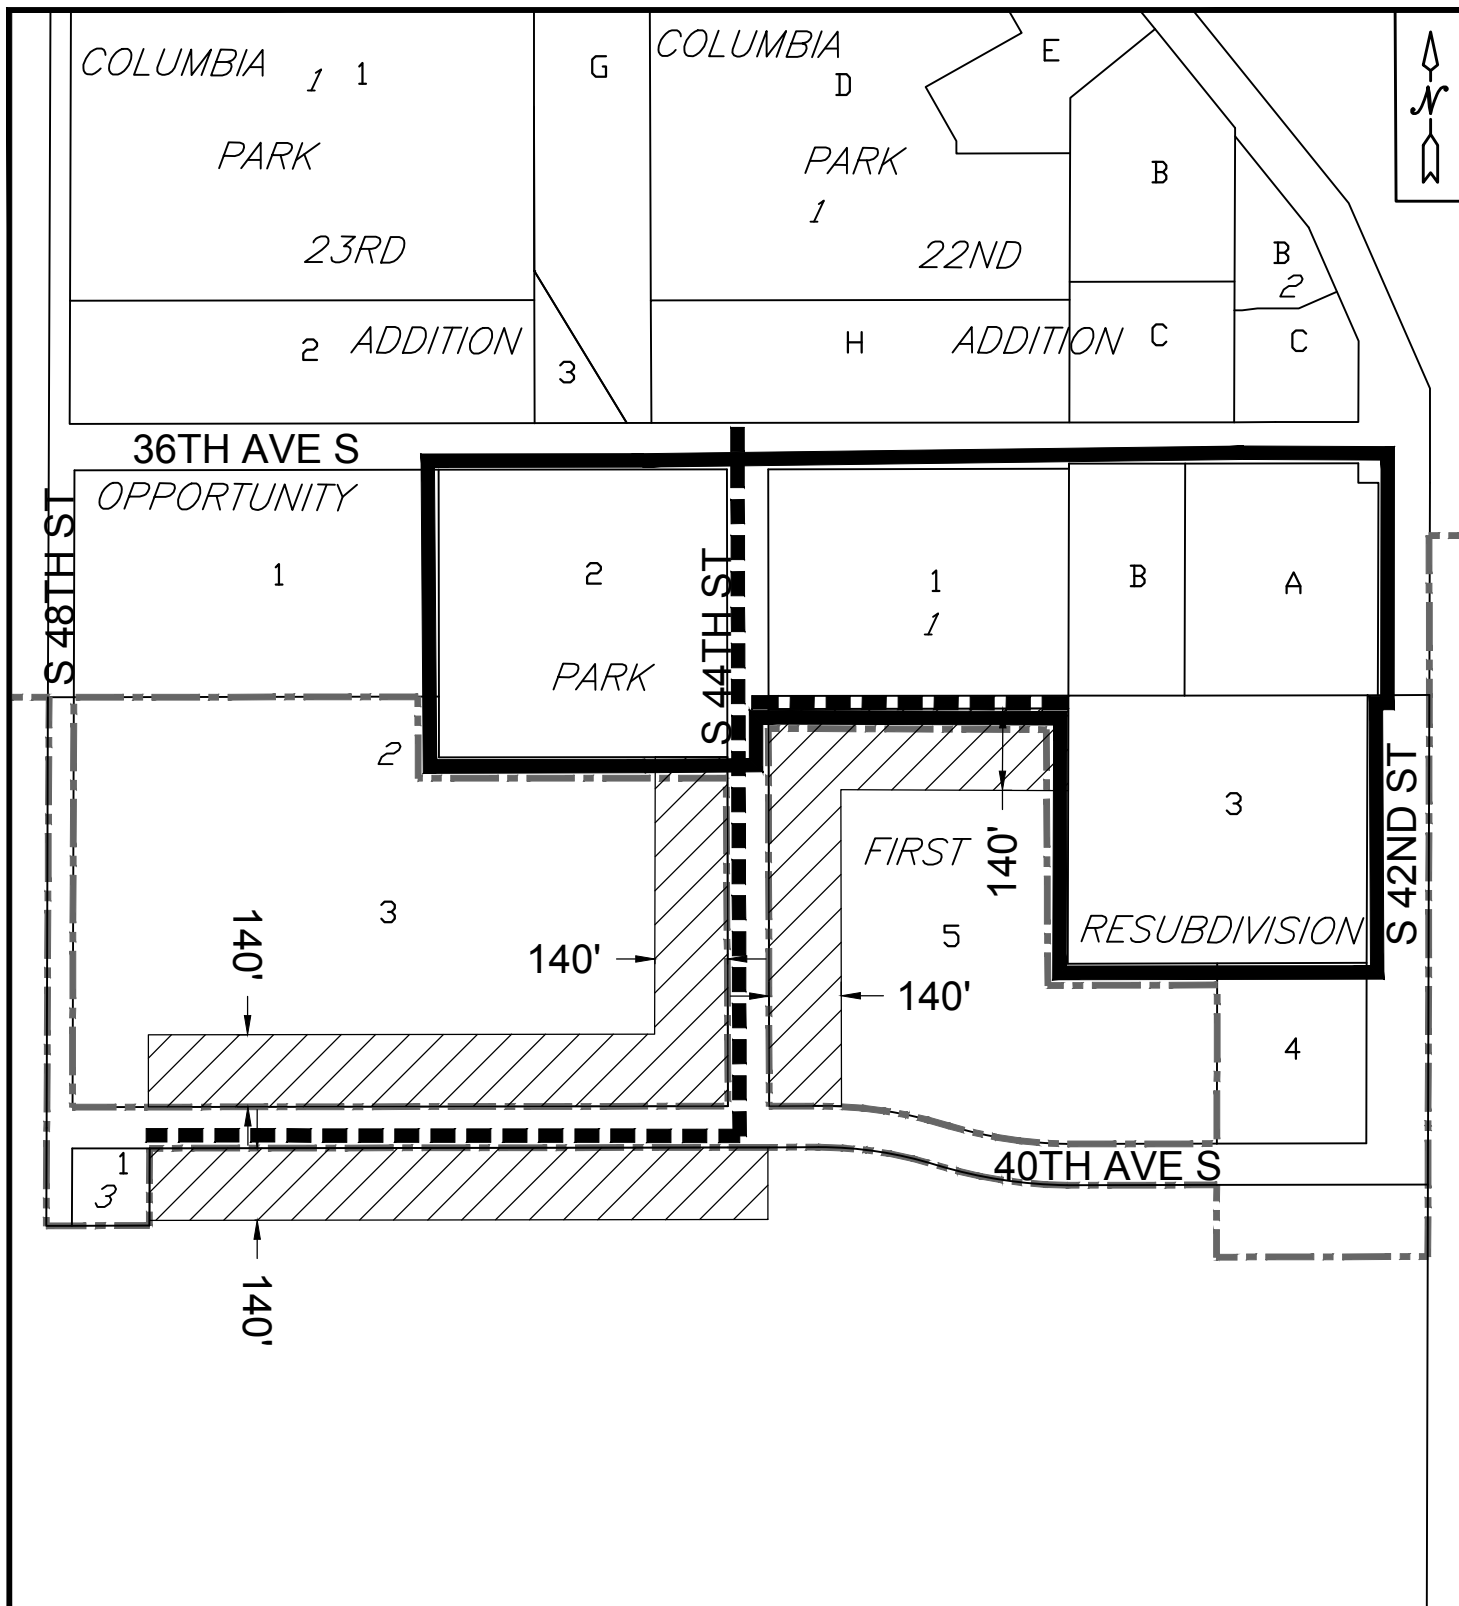 COLUMBIA
1
1
G
COLUMBIA
D
E
N
PARK
PARK
B
1
23RD
22ND
B
2
2
ADDITION
3
H
ADDITION
C
C
36TH AVE S
OPPORTUNITY
S 48TH ST
1
2
S 44TH ST
1
1
B
A
PARK
2
3
FIRST
140'
S 42ND ST
3
140'
140'
5
RESUBDIVISION
140'
4
1
3
40TH AVE S
140'